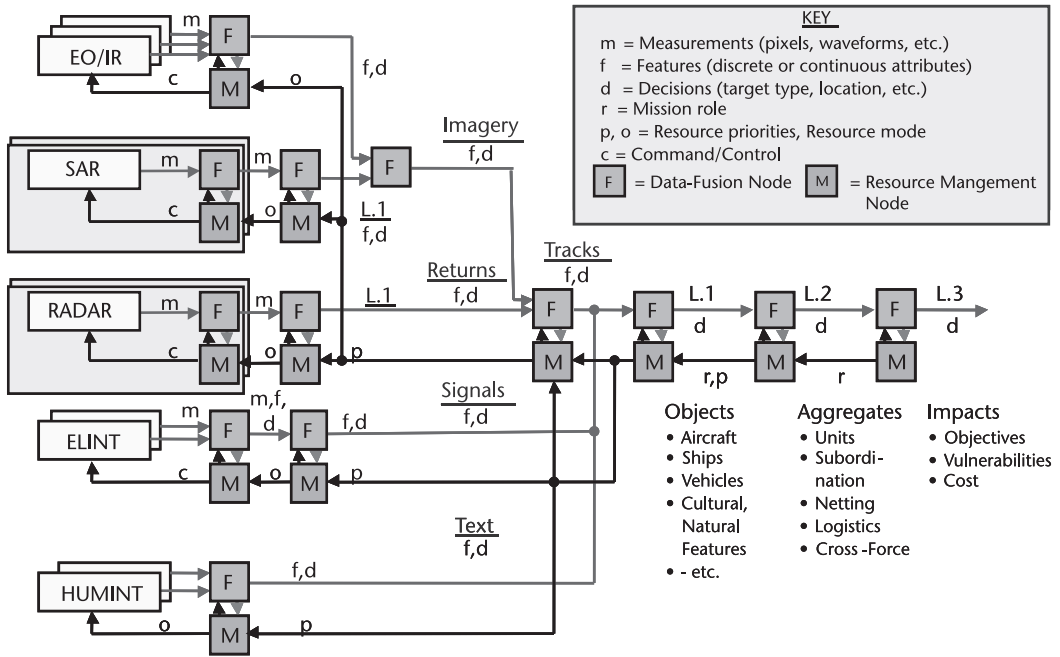 KEY
m = Measurements (pixels, waveforms, etc.)
f = Features (discrete or continuous attributes)
d = Decisions (target type, location, etc.)
r = Mission role
p, o = Resource priorities, Resource mode
c = Command/Control
F = Data-Fusion Node M = Resource Mangement
Node
m
EO/IR
F
c
M
o
f,d
Imagery
f,d
SAR
m
F
m
F
F
c
M
o
M
L.1
f,d
RADAR
m
F
m
F
L.1
Returns
f,d
c
M
o
M
p
Tracks
f,d
F
F
L.1
d
F
L.2
d
F
L.3
d
M
M
r,p
M
r
M
ELINT
m
F
m,f,
d
F
f,d
Signals
f,d
c
M
o
M
p
HUMINT
F
f,d
Text
f,d
o
M
p
Objects
• Aircraft
• Ships
• Vehicles
• Cultural,
Natural
Features
• - etc.
Aggregates
• Units
• Subordi-
nation
• Netting
• Logistics
• Cross-Force
Impacts
• Objectives
• Vulnerabilities
• Cost